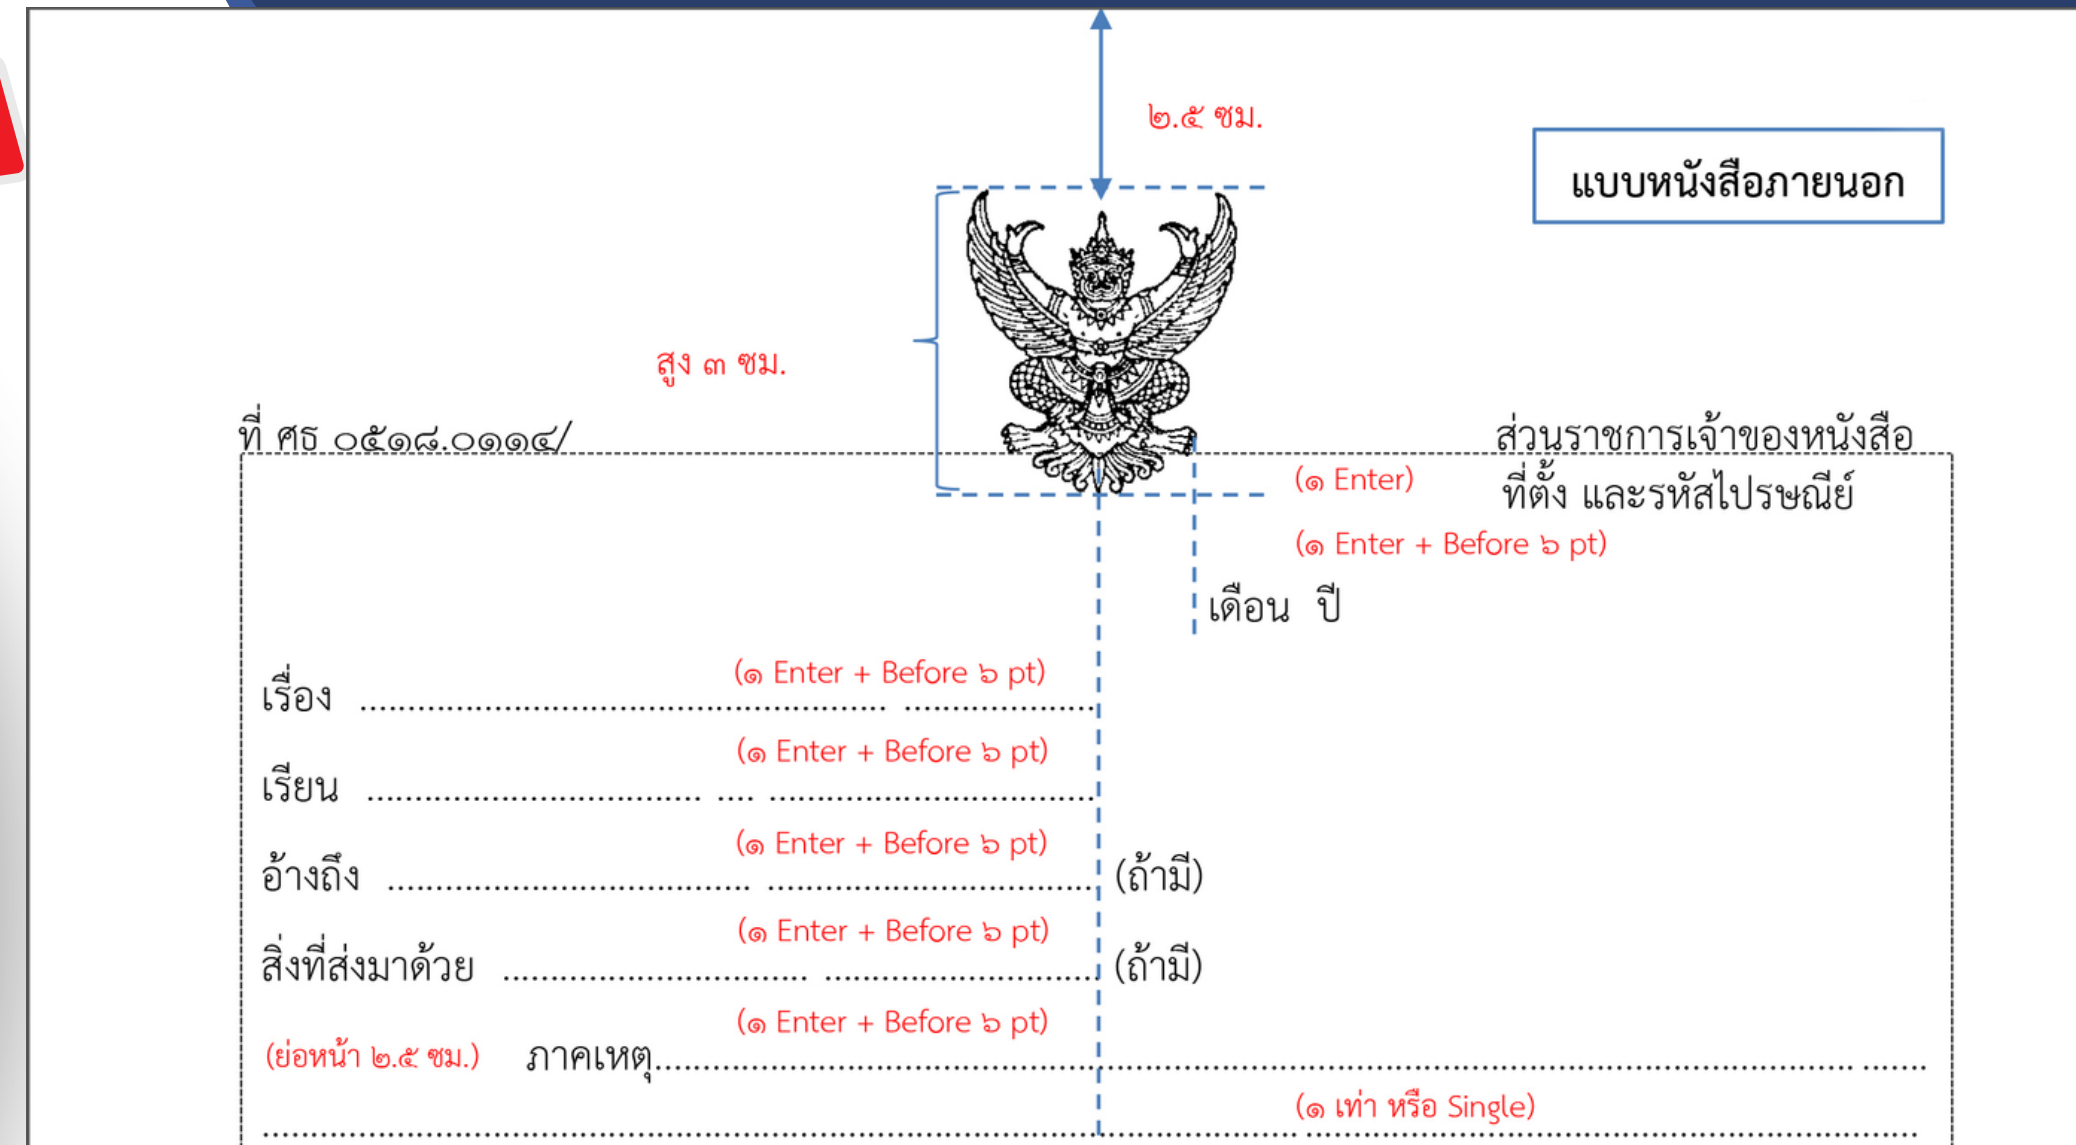 ๒.๕ ซม.
แบบหนังสือภายนอก
สูง ๓ ซม.
ที่ ศธ ๐๕๑๘.๐๑๑๔/ ส่วนราชการเจ้าของหนังสือ
(๑ Enter) ที่ตั้ง และรหัสไปรษณีย์
(๑ Enter + Before ๖ pt)
เดือน ปี
(๑ Enter + Before ๖ pt)
เรื่อง ....................................................... ....................
(๑ Enter + Before ๖ pt)
เรียน ................................... .... ..................................
(๑ Enter + Before ๖ pt)
อ้างถึง ...................................... .................................. (ถ้ามี)
(๑ Enter + Before ๖ pt)
สิ่งที่ส่งมาด้วย ................................ ............................. (ถ้ามี)
(๑ Enter + Before ๖ pt)
(ย่อหน้า ๒.๕ ซม.) ภาคเหตุ............................................................................................................................. .......
(๑ เท่า หรือ Single)
............................................................................................................. ................................................................